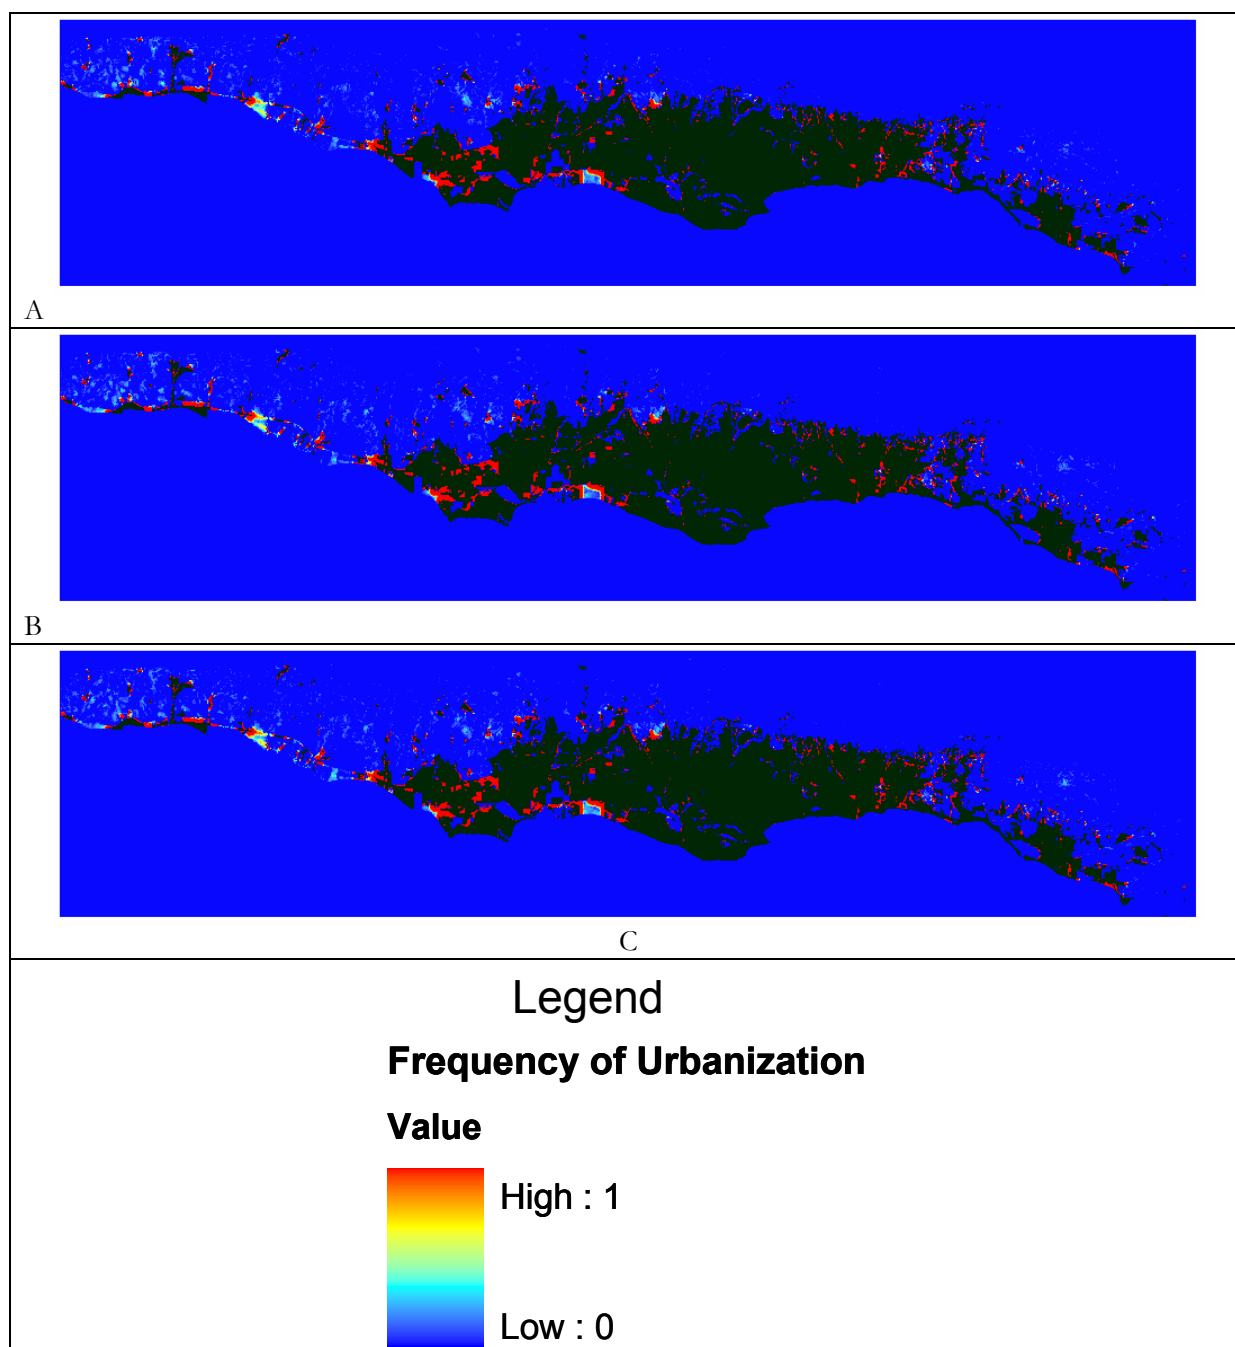 A
B
C
Legend
Frequency of Urbanization
Value
High : 1
Low : 0